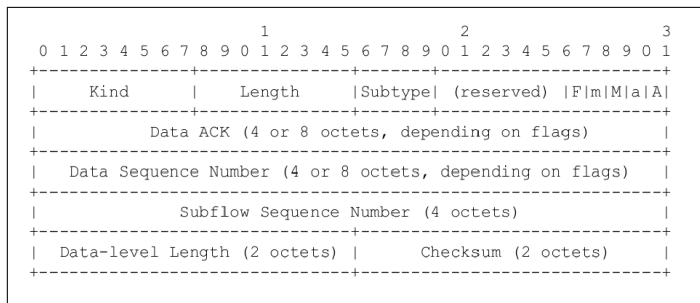 1                   2                   3
 0 1 2 3 4 5 6 7 8 9 0 1 2 3 4 5 6 7 8 9 0 1 2 3 4 5 6 7 8 9 0 1
+---------------+---------------+-------+----------------------+
|     Kind      |    Length     |Subtype| (reserved) |F|m|M|a|A|
+---------------+---------------+-------+----------------------+
|           Data ACK (4 or 8 octets, depending on flags)       |
+--------------------------------------------------------------+
|   Data Sequence Number (4 or 8 octets, depending on flags)   |
+--------------------------------------------------------------+
|              Subflow Sequence Number (4 octets)              |
+-------------------------------+------------------------------+
|  Data-level Length (2 octets) |      Checksum (2 octets)     |
+-------------------------------+------------------------------+